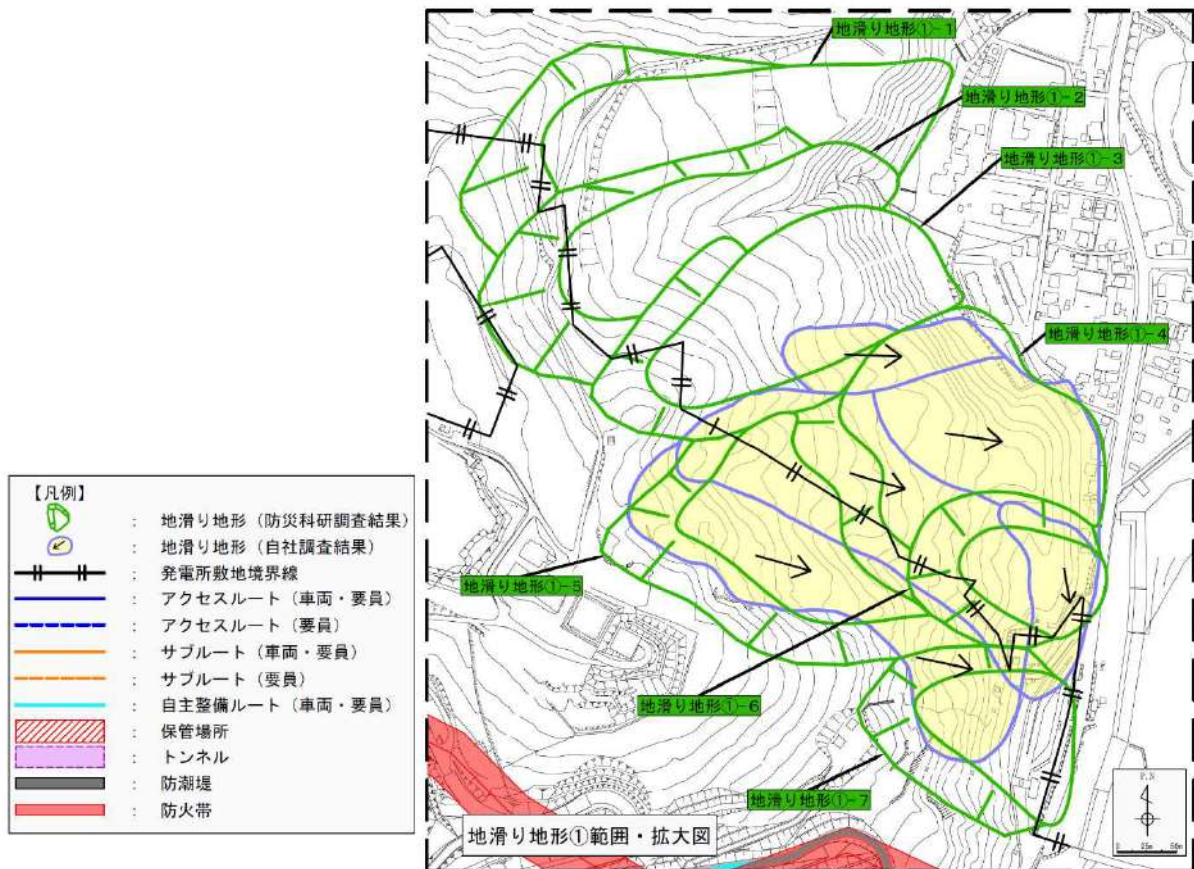 地滑り地形①-1
地滑り地形①-2
地滑り地形①-3
地滑り地形①-4
地滑り地形①-5
地滑り地形①-6
地滑り地形①-7
【凡例】
： 地滑り地形（防災科研調査結果）
： 地滑り地形（自社調査結果）
： 発電所敷地境界線
： アクセスルート（車両・要員）
： アクセスルート（要員）
： サブルート（車両・要員）
： サブルート（要員）
： 自主整備ルート（車両・要員）
： 保管場所
： トンネル
： 防潮堤
： 防火帯
地滑り地形①範囲・拡大図
P.N
0 25m 50m